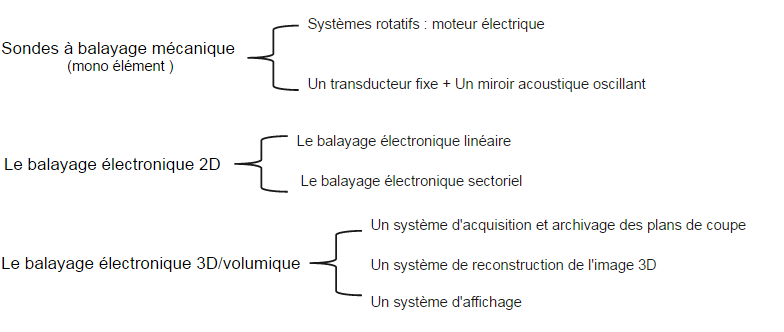 Systèmes rotatifs : moteur électrique
Sondes à balayage mécanique
(mono élément )
Un transducteur fixe + Un miroir acoustique oscillant
Le balayage électronique linéaire
Le balayage électronique 2D
Le balayage électronique sectoriel
Un système d'acquisition et archivage des plans de coupe
Le balayage électronique 3D/volumique
Un système de reconstruction de l'image 3D
Un système d'affichage